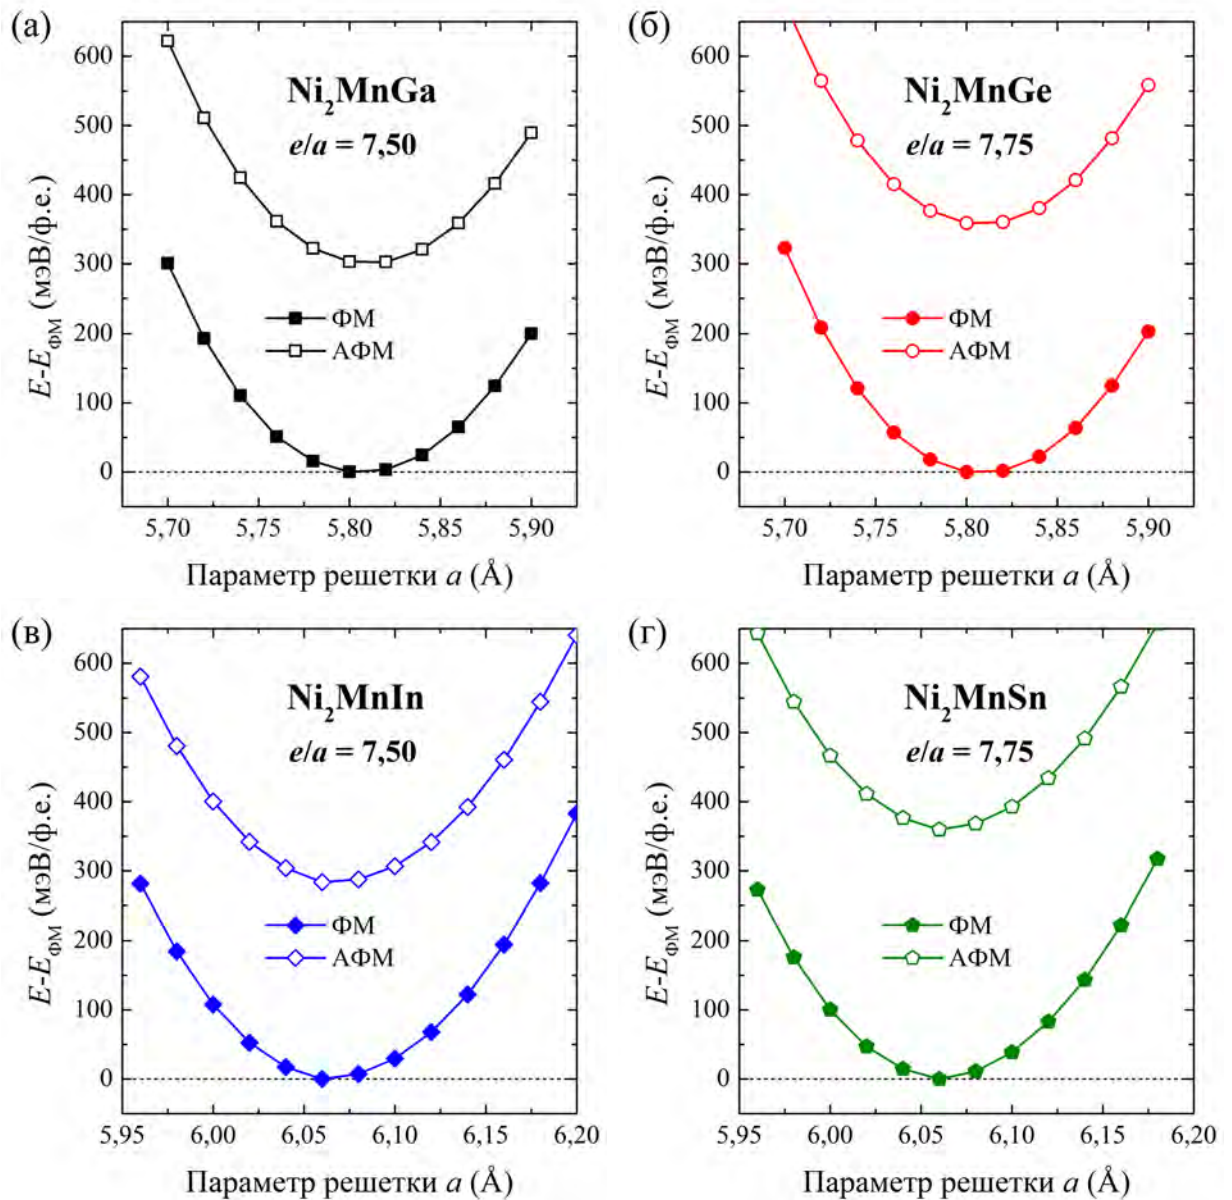 (а)
Ni2MnGa
e/a = 7,50
ФМ
АФМ
600
500
400
300
200
100
0
E-EФМ (мэВ/ф.е.)
5,70 5,75 5,80 5,85 5,90
Параметр решетки a (Å)
(б)
Ni2MnGe
e/a = 7,75
ФМ
АФМ
600
500
400
300
200
100
0
E-EФМ (мэВ/ф.е.)
5,70 5,75 5,80 5,85 5,90
Параметр решетки a (Å)
(в)
Ni2MnIn
e/a = 7,50
ФМ
АФМ
600
500
400
300
200
100
0
E-EФМ (мэВ/ф.е.)
5,95 6,00 6,05 6,10 6,15 6,20
Параметр решетки a (Å)
(г)
Ni2MnSn
e/a = 7,75
ФМ
АФМ
600
500
400
300
200
100
0
E-EФМ (мэВ/ф.е.)
5,95 6,00 6,05 6,10 6,15 6,20
Параметр решетки a (Å)